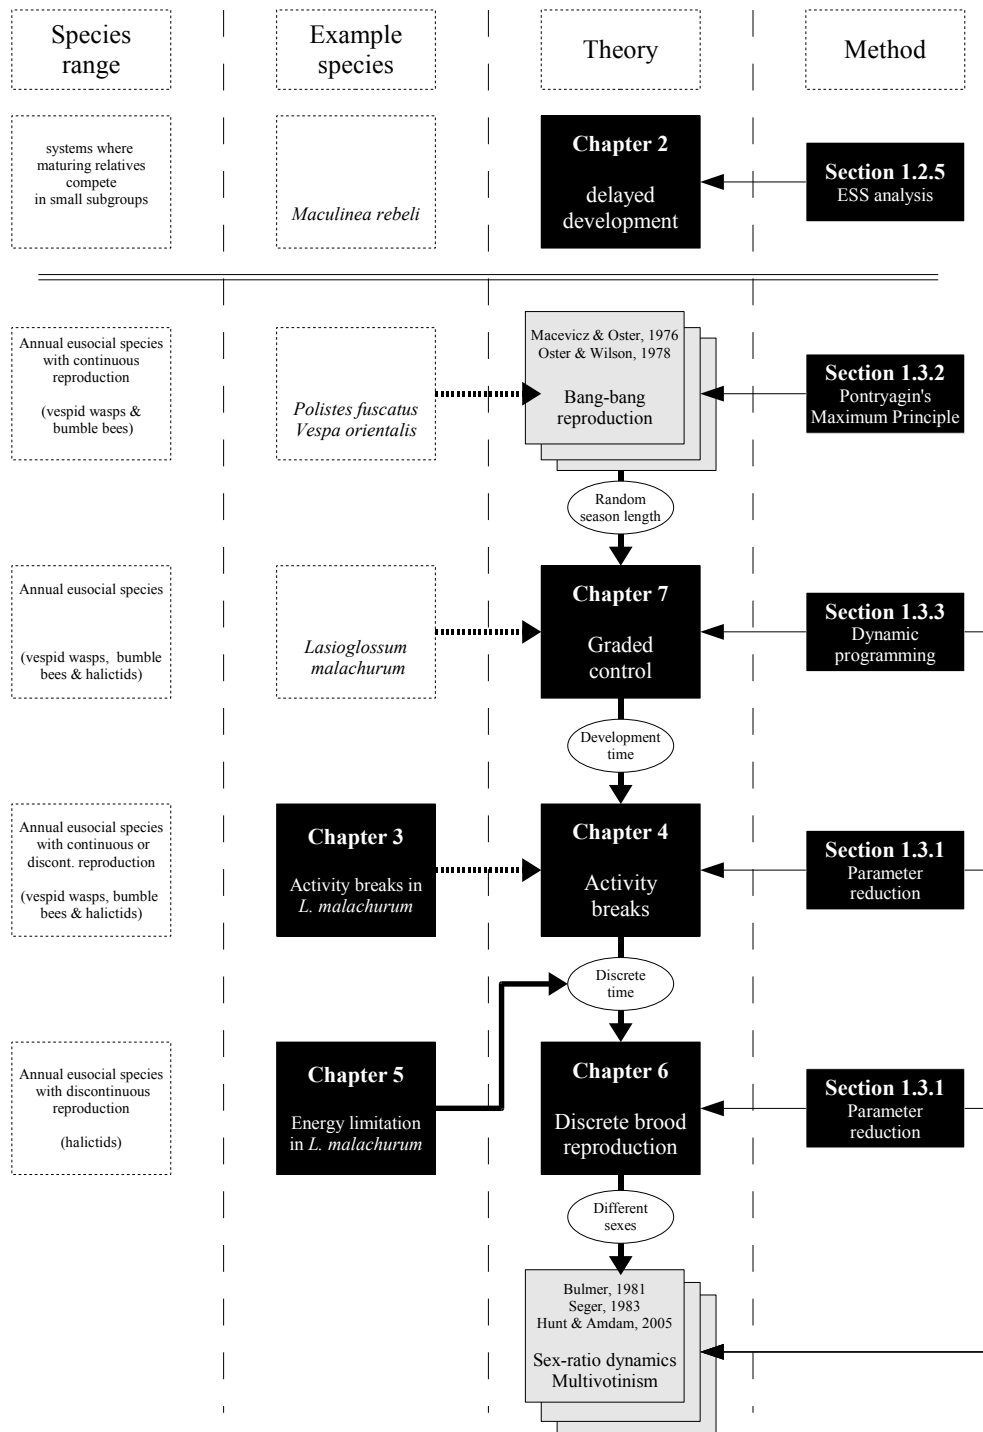 Species
range
Example
species
Theory
Method
systems where
maturing relatives
compete
in small subgroups
Maculinea rebeli
Chapter 2
delayed
development
Section 1.2.5
ESS analysis
Annual eusocial species
with continuous
reproduction
(vespid wasps &
bumble bees)
Polistes fuscatus
Vespa orientalis
Macevicz & Oster, 1976
Oster & Wilson, 1978
Bang-bang
reproduction
Section 1.3.2
Pontryagin's
Maximum Principle
Random
season length
Annual eusocial species
(vespid wasps, bumble
bees & halictids)
Lasioglossum
malachurum
Chapter 7
Graded
control
Section 1.3.3
Dynamic
programming
Development
time
Annual eusocial species
with continuous or
discont. reproduction
(vespid wasps, bumble
bees & halictids)
Chapter 3
Activity breaks in
L. malachurum
Chapter 4
Activity
breaks
Section 1.3.1
Parameter
reduction
Discrete
time
Annual eusocial species
with discontinuous
reproduction
(halictids)
Chapter 5
Energy limitation
in L. malachurum
Chapter 6
Discrete brood
reproduction
Section 1.3.1
Parameter
reduction
Different
sexes
Bulmer, 1981
Seger, 1983
Hunt & Amdam, 2005
Sex-ratio dynamics
Multivotinism